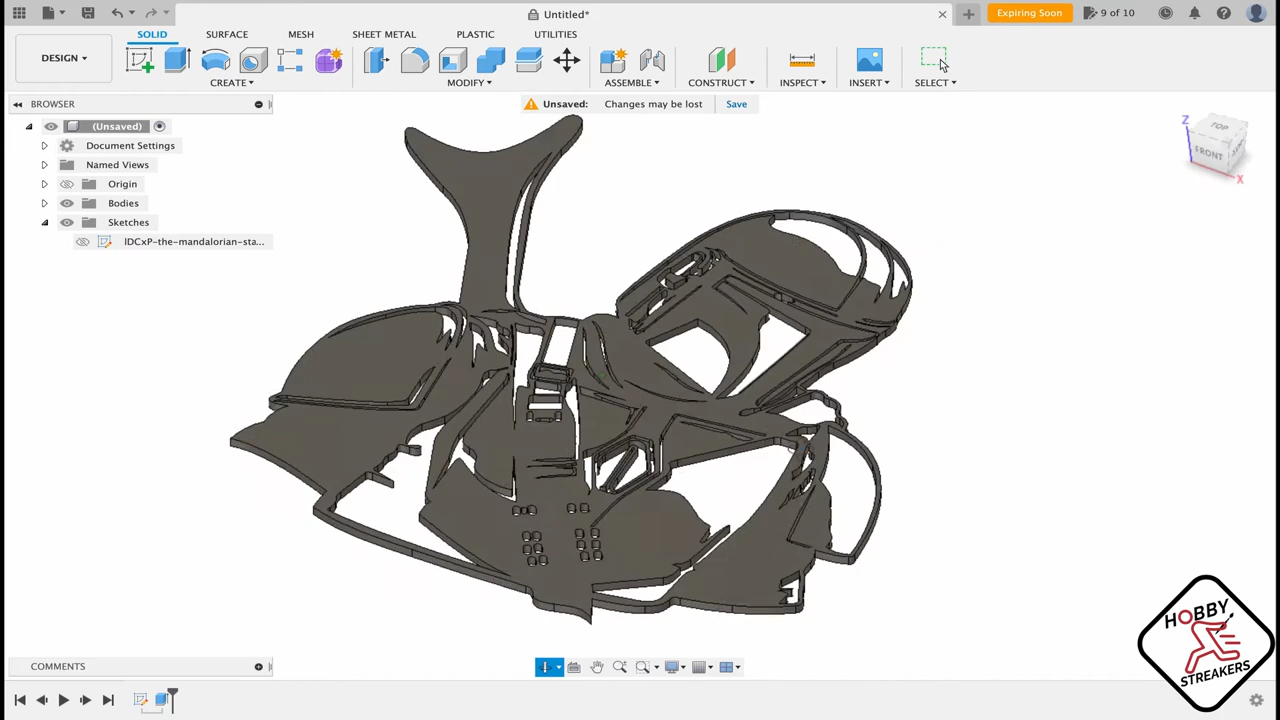 Untitled*
Expiring Soon
9 of 10
DESIGN
SOLID
SURFACE
MESH
SHEET METAL
PLASTIC
UTILITIES
CREATE
MODIFY
ASSEMBLE
CONSTRUCT
INSPECT
INSERT
SELECT
BROWSER
Unsaved: Changes may be lost Save
(Unsaved)
Document Settings
Named Views
Origin
Bodies
Sketches
IDCxP-the-mandalorian-sta...
TOP
Z
FRONT
X
COMMENTS
HOBBY
STREAKERS